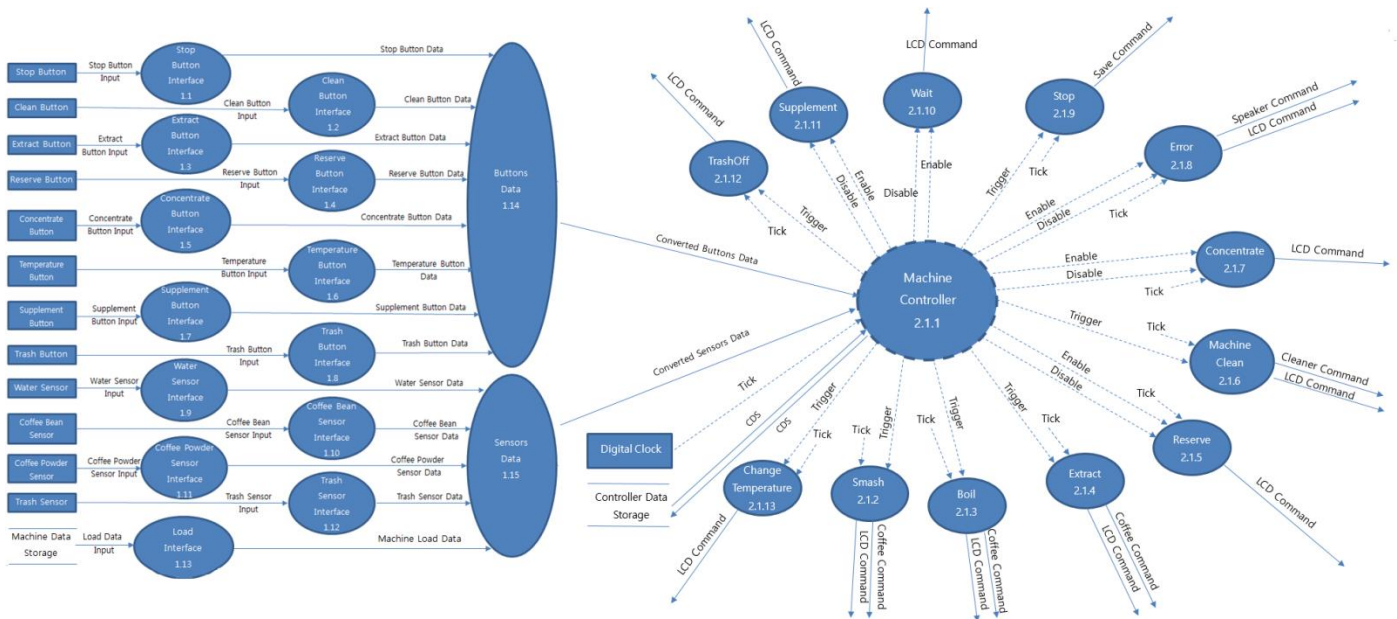 Stop Button
Stop Button
Input
Stop
Button
Interface
1.1
Stop Button Data
Clean Button
Clean Button
Input
Clean
Button
Interface
1.2
Clean Button Data
Extract Button
Extract
Button Input
Extract
Button
Interface
1.3
Extract Button Data
Reserve Button
Reserve Button
Input
Reserve
Button
Interface
1.4
Reserve Button Data
Concentrate
Button
Concentrate
Button Input
Concentrate
Button
Interface
1.5
Concentrate Button Data
Temperature
Button
Temperature
Button Input
Temperature
Button
Interface
1.6
Temperature Button
Data
Supplement
Button
Supplement
Button Input
Supplement
Button
Interface
1.7
Supplement Button Data
Trash Button
Trash Button
Input
Trash
Button
Interface
1.8
Trash Button Data
Water Sensor
Water Sensor
Input
Water
Sensor
Interface
1.9
Water Sensor Data
Coffee Bean
Sensor
Coffee Bean
Sensor Input
Coffee Bean
Sensor
Interface
1.10
Coffee Bean
Sensor Data
Coffee Powder
Sensor
Coffee Powder
Sensor Input
Coffee Powder
Sensor
Interface
1.11
Coffee Powder
Sensor Data
Trash Sensor
Trash Sensor
Input
Trash
Sensor
Interface
1.12
Trash Sensor Data
Machine Data
Storage
Load Data
Input
Load
Interface
1.13
Machine Load Data
Buttons
Data
1.14
Sensors
Data
1.15
Converted Buttons Data
Converted Sensors Data
Digital Clock
Tick
Controller Data
Storage
CDS
CDS
Machine
Controller
2.1.1
LCD Command
TrashOff
2.1.12
Trigger
Tick
LCD Command
Supplement
2.1.11
Enable
Disable
LCD Command
Wait
2.1.10
Enable
Disable
Save Command
Stop
2.1.9
Trigger
Tick
Speaker Command
LCD Command
Error
2.1.8
Enable
Disable
Tick
Concentrate
2.1.7
LCD Command
Enable
Disable
Tick
Machine
Clean
2.1.6
Trigger
Tick
Cleaner Command
LCD Command
Reserve
2.1.5
Enable
Disable
Tick
LCD Command
Extract
2.1.4
Trigger
Tick
Coffee Command
LCD Command
Boil
2.1.3
Trigger
Tick
Coffee Command
LCD Command
Smash
2.1.2
Trigger
Tick
Coffee Command
LCD Command
Change
Temperature
2.1.13
Trigger
Tick
LCD Command